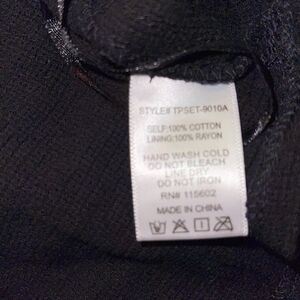 STYLE# TPSET-9010A
SELF:100% COTTON
LINING:100% RAYON
HAND WASH COLD
DO NOT BLEACH
LINE DRY
DO NOT IRON
RN# 115602
MADE IN CHINA